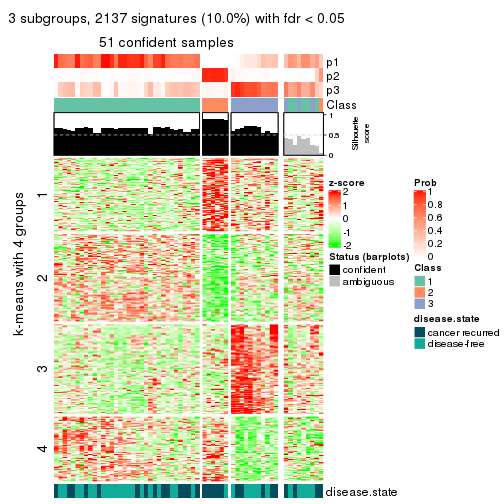 3 subgroups, 2137 signatures (10.0%) with fdr < 0.05
51 confident samples
p1
p2
p3
Class
1
0.5
0
Silhouette
score
k-means with 4 groups
1
2
3
4
z-score
2
1
0
-1
-2
Status (barplots)
confident
ambiguous
Prob
1
0.8
0.6
0.4
0.2
0
Class
1
2
3
disease.state
cancer recurred
disease-free
disease.state